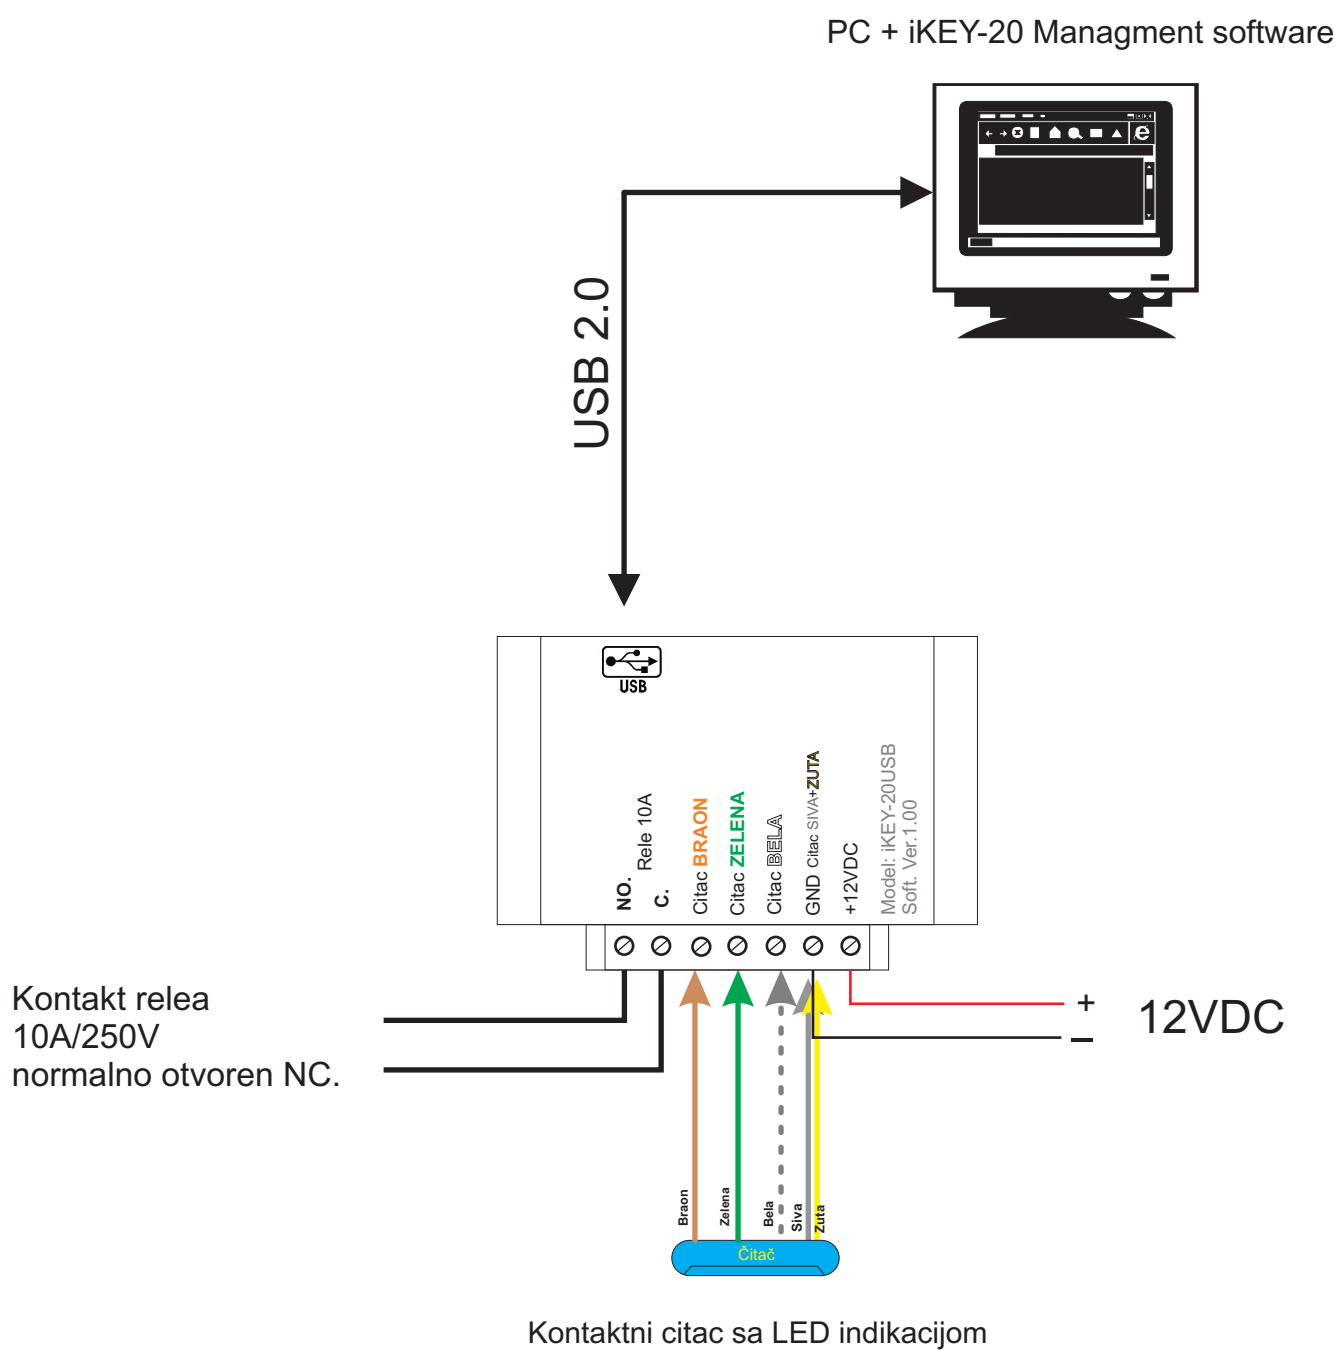 PC + iKEY-20 Managment software
USB 2.0
USB
NO.
Rele 10A
C.
Citac BRAON
Citac ZELENA
Citac BELA
GND Citac SIVA+ZUTA
+12VDC
Model: iKEY-20USB
Soft. Ver.1.00
Kontakt relea
10A/250V
normalno otvoren NC.
+
12VDC
–
Braon
Zelena
Bela
Siva
Zuta
Čitač
Kontaktni citac sa LED indikacijom